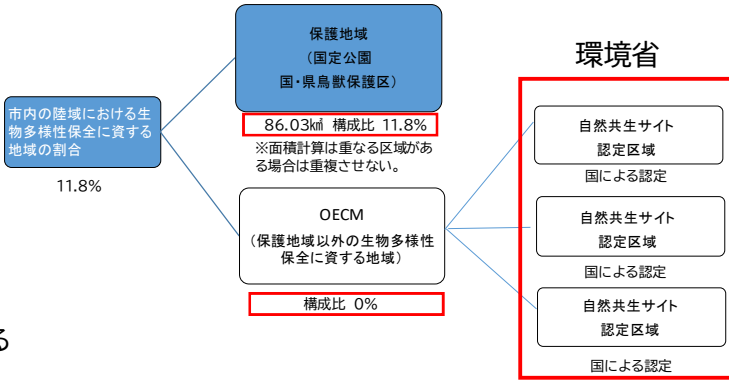 市内の陸域における生
物多様性保全に資する
地域の割合
11.8%
保護地域
(国定公園
国・県鳥獣保護区)
86.03㎢ 構成比 11.8%
※面積計算は重なる区域があ
る場合は重複させない。
OECM
(保護地域以外の生物多様性
保全に資する地域)
構成比 0%
環境省
自然共生サイト
認定区域
国による認定
自然共生サイト
認定区域
国による認定
自然共生サイト
認定区域
国による認定
る